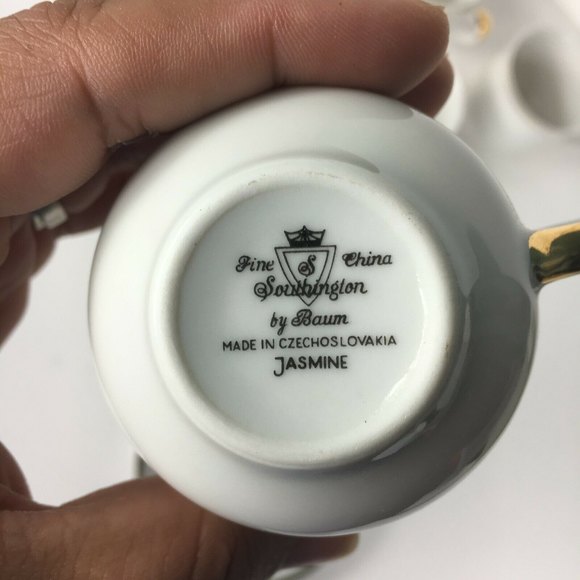 Fine S China
Southington
by Baum
MADE IN CZECHOSLOVAKIA
JASMINE